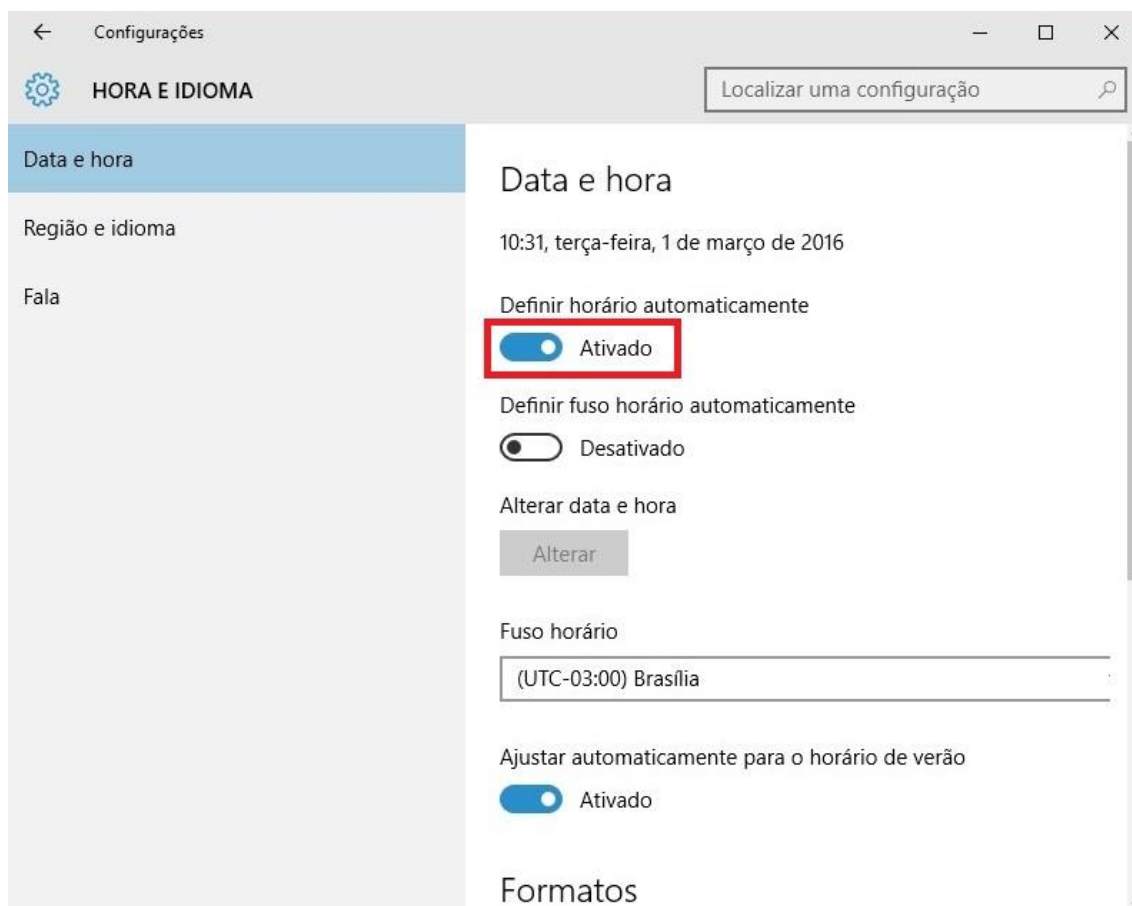 Configurações
HORA E IDIOMA
Localizar uma configuração
Data e hora
Região e idioma
Fala
Data e hora
10:31, terça-feira, 1 de março de 2016
Definir horário automaticamente
Ativado
Definir fuso horário automaticamente
Desativado
Alterar data e hora
Alterar
Fuso horário
(UTC-03:00) Brasília
Ajustar automaticamente para o horário de verão
Ativado
Formatos